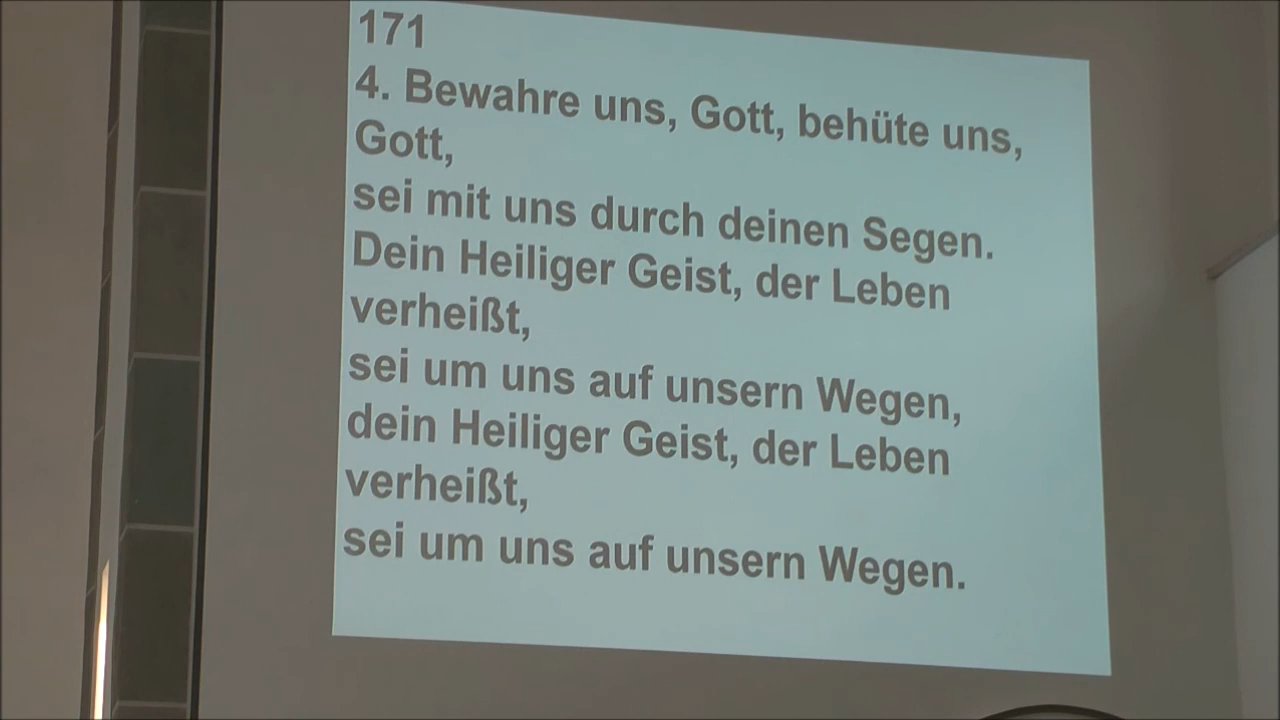 171
4. Bewahre uns, Gott, behüte uns,
Gott,
sei mit uns durch deinen Segen.
Dein Heiliger Geist, der Leben
verheißt,
sei um uns auf unsern Wegen,
dein Heiliger Geist, der Leben
verheißt,
sei um uns auf unsern Wegen.